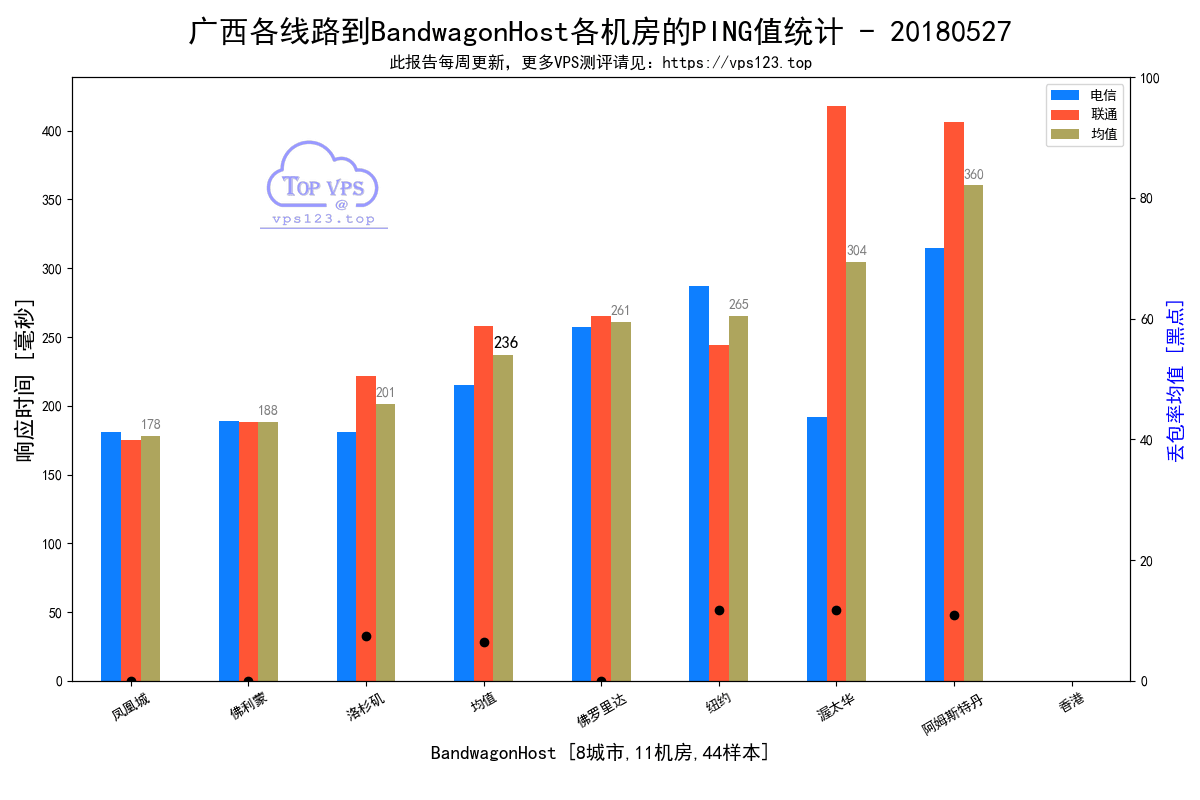 广西各线路到BandwagonHost各机房的PING值统计 - 20180527
此报告每周更新，更多VPS测评请见：https://vps123.top
电信
联通
均值
TOP VPS
@
vps123.top
响应时间 [毫秒]
400
350
300
250
200
150
100
50
0
178
188
201
236
261
265
304
360
100
80
60
40
20
0
丢包率均值 [黑点]
凤凰城
佛利蒙
洛杉矶
均值
佛罗里达
纽约
渥太华
阿姆斯特丹
香港
BandwagonHost [8城市,11机房,44样本]